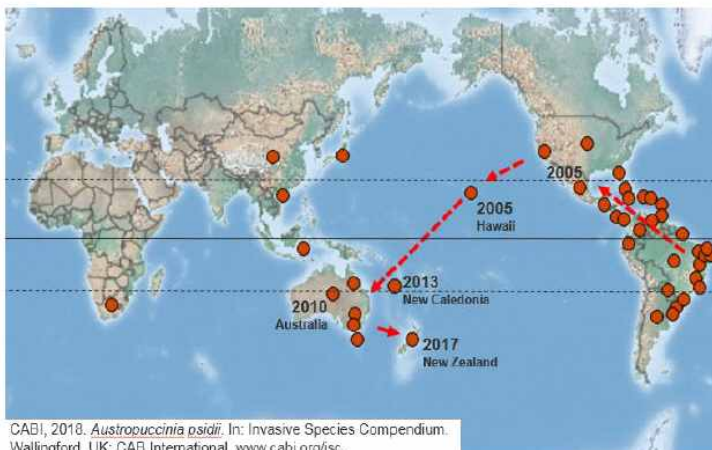 2005
2005
Hawaii
2013
New Caledonia
2010
Australia
2017
New Zealand
CABI, 2018. Austropuccinia psidii. In: Invasive Species Compendium.
Wallingford, UK: CAB International. www.cabi.org/isc.